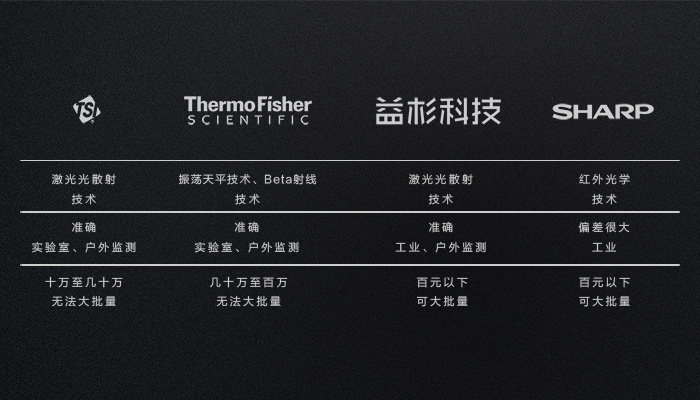 TSI
ThermoFisher
SCIENTIFIC
益杉科技
SHARP
激光光散射
技术
振荡天平技术、Beta射线
技术
激光光散射
技术
红外光学
技术
准确
实验室、户外监测
准确
实验室、户外监测
准确
工业、户外监测
偏差很大
工业
十万至几十万
无法大批量
几十万至百万
无法大批量
百元以下
可大批量
百元以下
可大批量